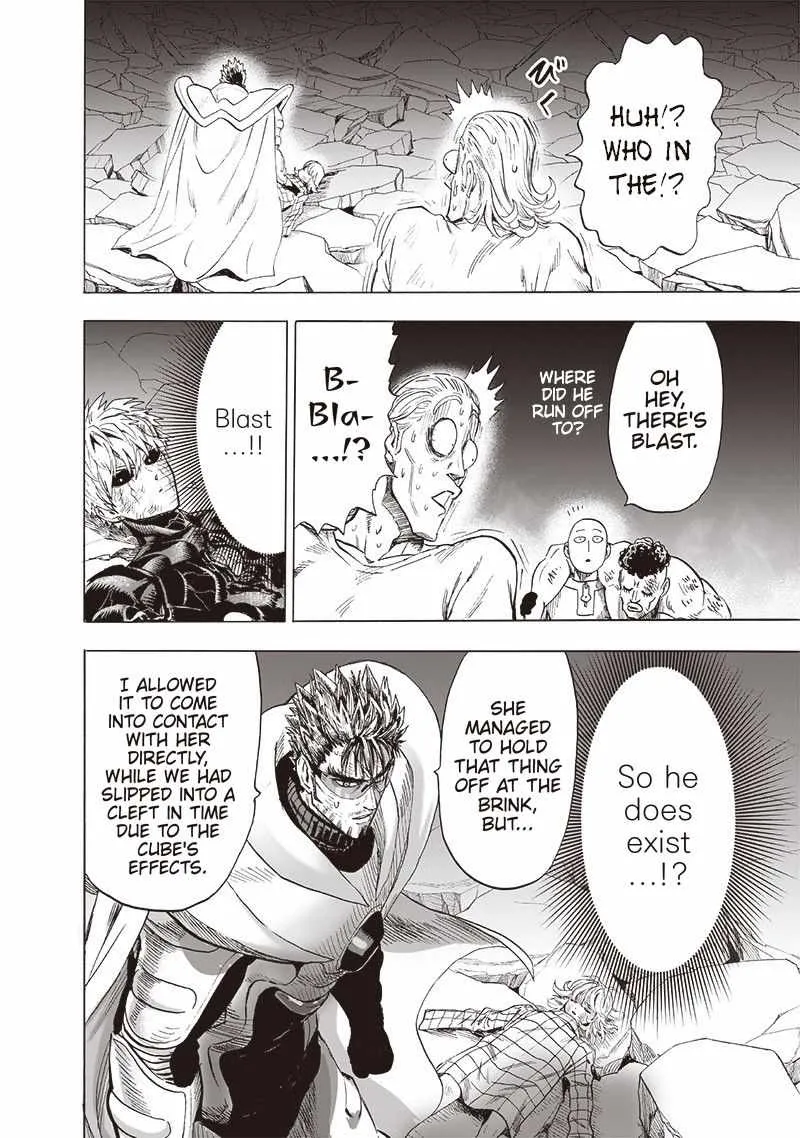 びくっ
HUH!?
WHO IN
THE!?
OH
HEY,
THERE'S
BLAST.
WHERE
DID HE
RUN OFF
TO?
B-
Bla-
....!?
Blast
...!!
So he
does
exist
...!?
SHE
MANAGED
TO HOLD
THAT THING
OFF AT THE
BRINK,
BUT...
I ALLOWED
IT TO COME
INTO CONTACT
WITH HER
DIRECTLY,
WHILE WE HAD
SLIPPED INTO A
CLEFT IN TIME
DUE TO THE
CUBE'S
EFFECTS.